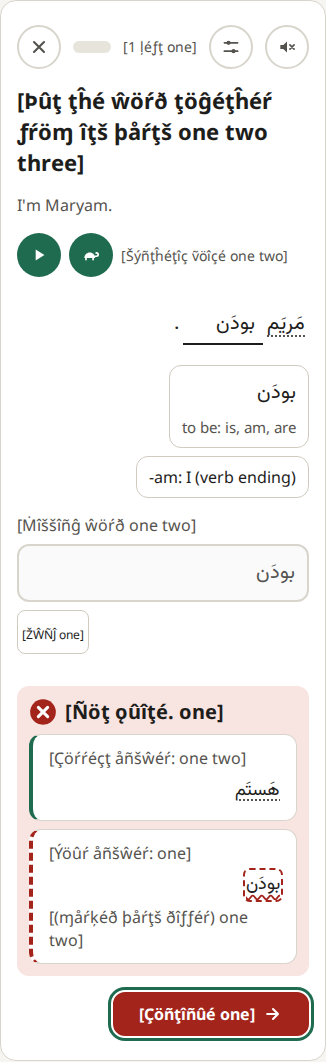 [1 ļéƒţ one]
[Þûţ ţĥé ŵöŕð ţöĝéţĥéŕ
ƒŕöɱ îţš þåŕţš one two
three]
I'm Maryam.
[Šýñţĥéţîç ṽöîçé one two]
مَریَم بودَن .
بودَن
to be: is, am, are
-am: I (verb ending)
[Ṁîššîñĝ ŵöŕð one two]
بودَن
[ŽŴÑĴ one]
[Ñöţ ǫûîţé. one]
[Çöŕŕéçţ åñšŵéŕ: one two]
هَستَم
[Ýöûŕ åñšŵéŕ: one]
بودَن
[(ɱåŕķéð þåŕţš ðîƒƒéŕ) one
two]
[Çöñţîñûé one]